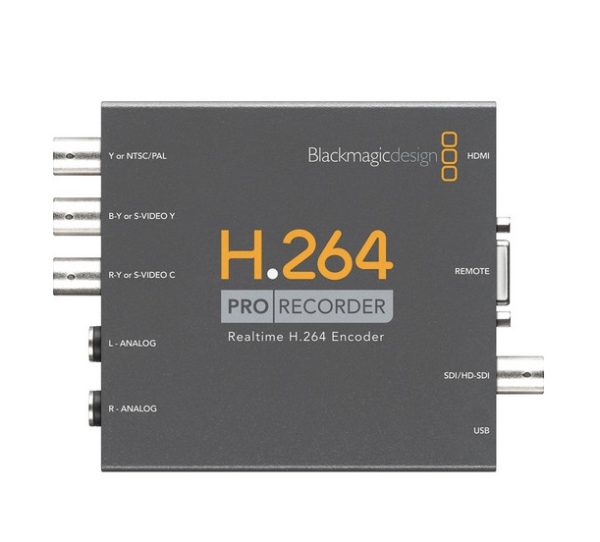 Y or NTSC/PAL
Blackmagicdesign
HDMI
B-Y or S-VIDEO Y
H.264
R-Y or S-VIDEO C
REMOTE
PRO RECORDER
Realtime H.264 Encoder
L - ANALOG
SDI/HD-SDI
R - ANALOG
USB